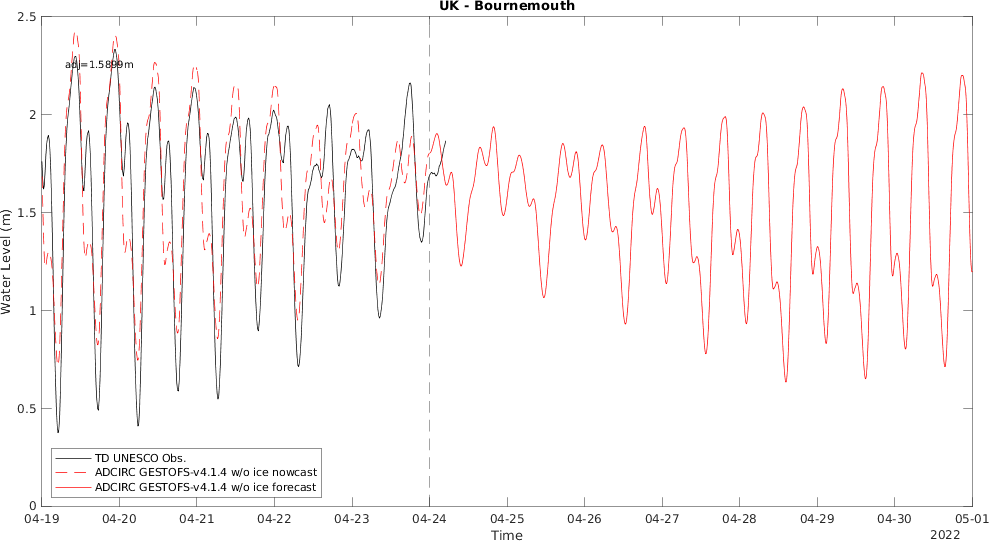 UK - Bournemouth
2.5
2
1.5
1
0.5
0
Water Level (m)
adj=1.5899m
TD UNESCO Obs.
ADCIRC GESTOFS-v4.1.4 w/o ice nowcast
ADCIRC GESTOFS-v4.1.4 w/o ice forecast
04-19 04-20 04-21 04-22 04-23 04-24 04-25 04-26 04-27 04-28 04-29 04-30 05-01
Time
2022